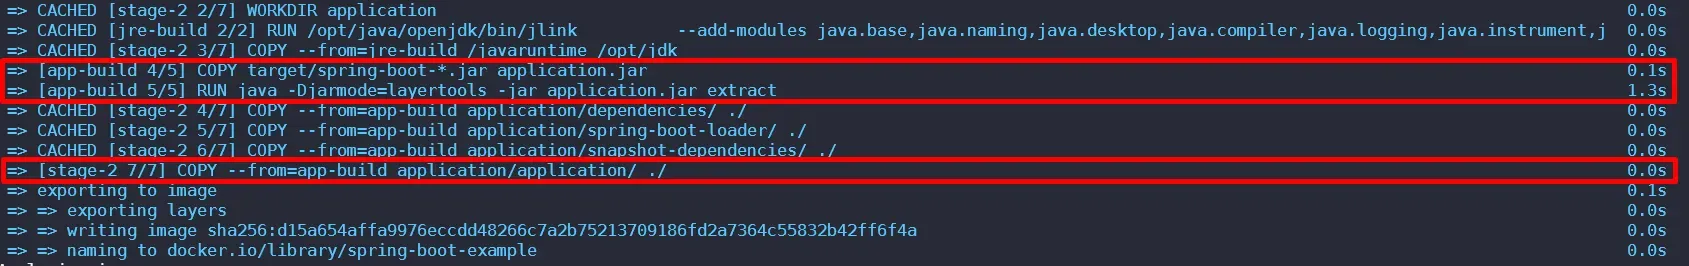 => CACHED [stage-2 2/7] WORKDIR application 0.0s
=> CACHED [jre-build 2/2] RUN /opt/java/openjdk/bin/jlink --add-modules java.base,java.naming,java.desktop,java.compiler,java.logging,java.instrument,j 0.0s
=> CACHED [stage-2 3/7] COPY --from=jre-build /javaruntime /opt/jdk 0.0s
=> [app-build 4/5] COPY target/spring-boot-*.jar application.jar 0.1s
=> [app-build 5/5] RUN java -Djarmode=layertools -jar application.jar extract 1.3s
=> CACHED [stage-2 4/7] COPY --from=app-build application/dependencies/ ./ 0.0s
=> CACHED [stage-2 5/7] COPY --from=app-build application/spring-boot-loader/ ./ 0.0s
=> CACHED [stage-2 6/7] COPY --from=app-build application/snapshot-dependencies/ ./ 0.0s
=> [stage-2 7/7] COPY --from=app-build application/application/ ./ 0.0s
=> exporting to image 0.1s
=> => exporting layers 0.0s
=> => writing image sha256:d15a654affa9976eccdd48266c7a2b75213709186fd2a7364c55832b42ff6f4a 0.0s
=> => naming to docker.io/library/spring-boot-example 0.0s